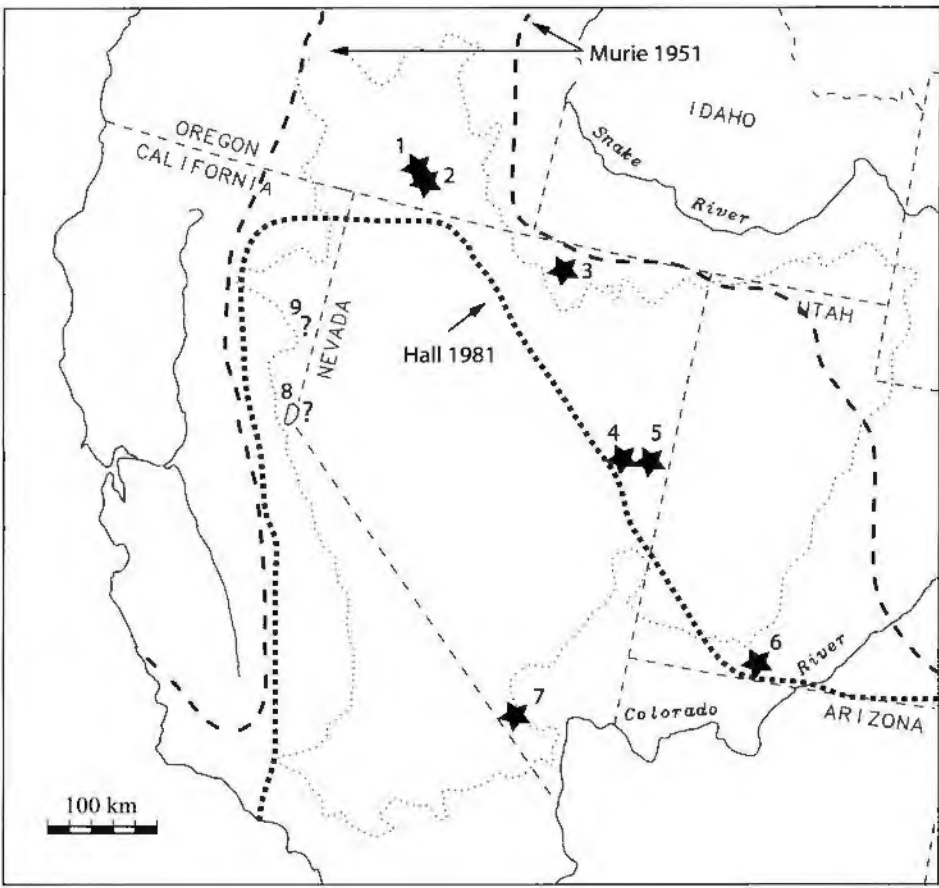 Murie 1951
IDAHO
OREGON
CALIFORNIA
1
2
Snake
River
3
UTAH
9
?
NEVADA
Hall 1981
8
?
4
5
6
River
7
Colorado
ARIZONA
100 km